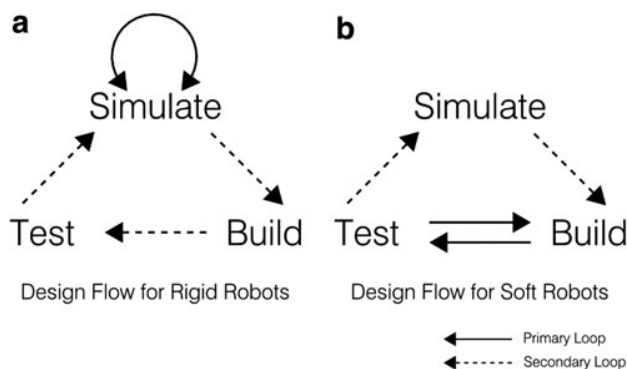 a
Simulate
Test
Build
Design Flow for Rigid Robots
b
Simulate
Test
Build
Design Flow for Soft Robots
Primary Loop
Secondary Loop